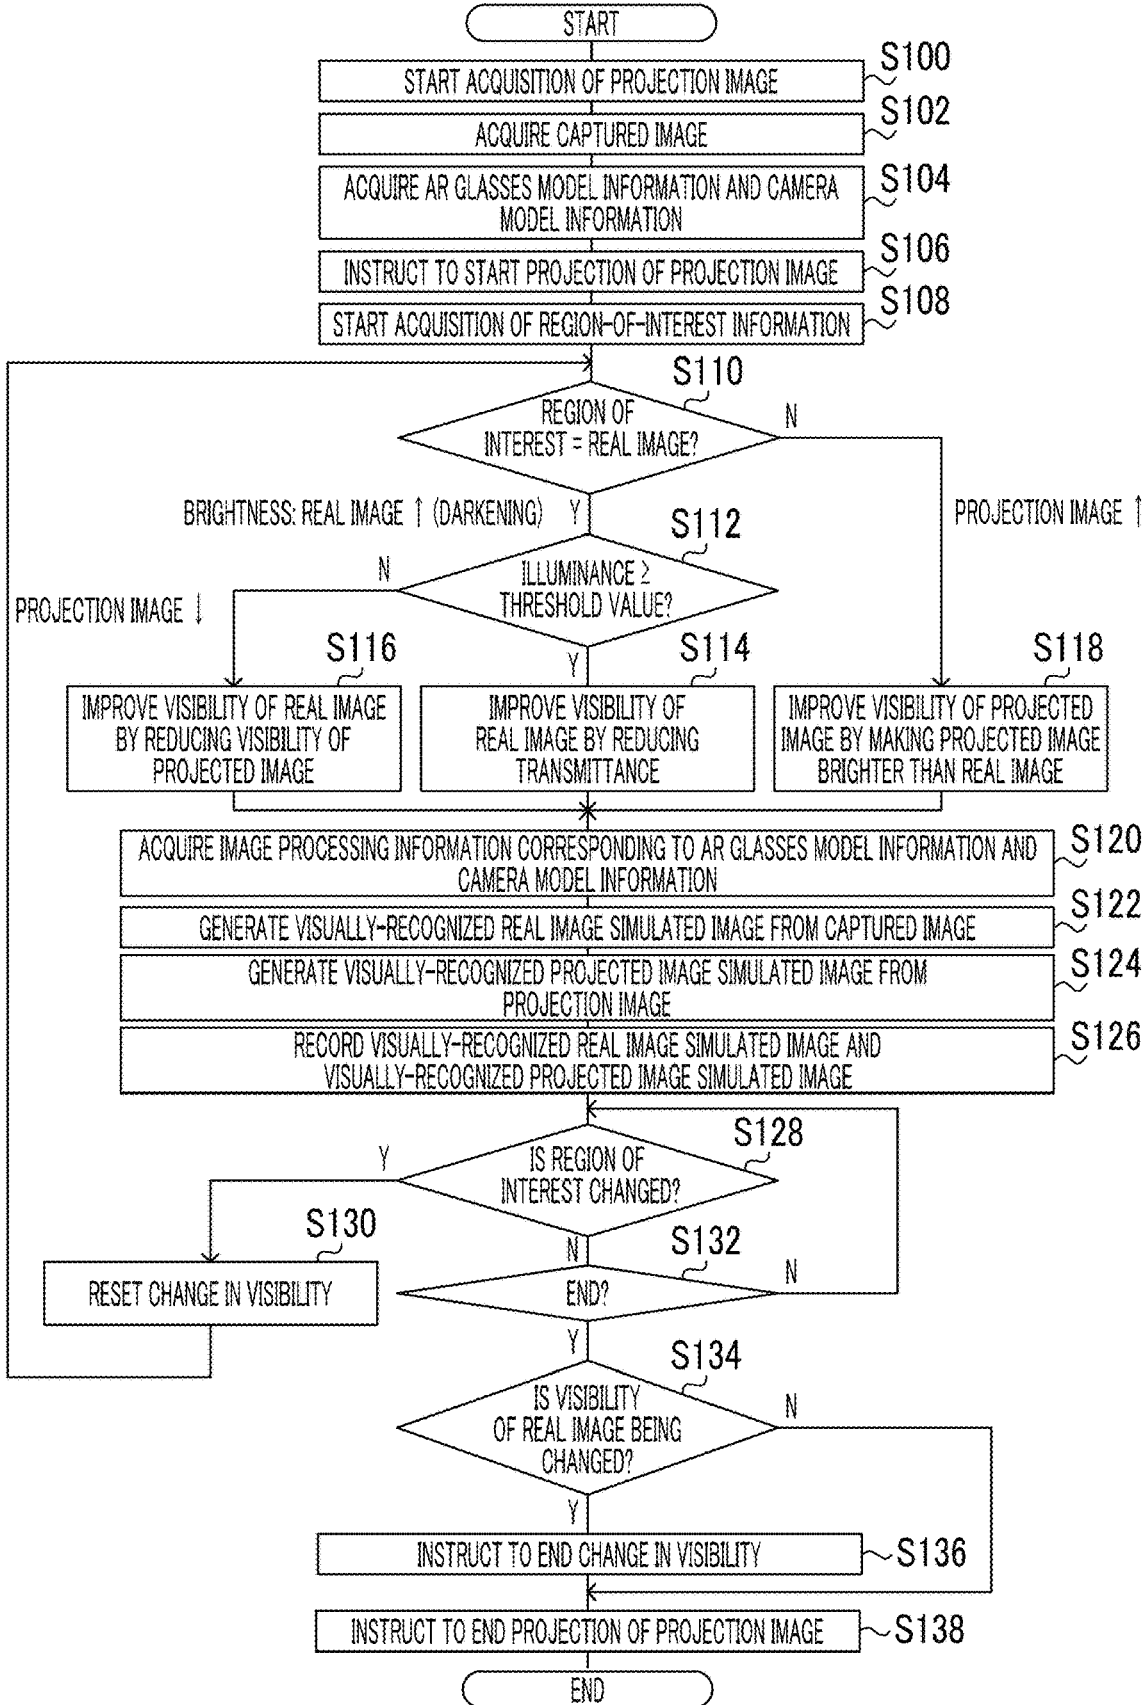 START
S100
START ACQUISITION OF PROJECTION IMAGE
S102
ACQUIRE CAPTURED IMAGE
S104
ACQUIRE AR GLASSES MODEL INFORMATION AND CAMERA
MODEL INFORMATION
S106
INSTRUCT TO START PROJECTION OF PROJECTION IMAGE
S108
START ACQUISITION OF REGION-OF-INTEREST INFORMATION
S110
REGION OF
INTEREST = REAL IMAGE?
N
BRIGHTNESS: REAL IMAGE ↑ (DARKENING)
Y
PROJECTION IMAGE ↑
S112
N
ILLUMINANCE ≥
THRESHOLD VALUE?
PROJECTION IMAGE ↓
Y
S116
IMPROVE VISIBILITY OF REAL IMAGE
BY REDUCING VISIBILITY OF
PROJECTED IMAGE
S114
IMPROVE VISIBILITY OF
REAL IMAGE BY REDUCING
TRANSMITTANCE
S118
IMPROVE VISIBILITY OF PROJECTED
IMAGE BY MAKING PROJECTED IMAGE
BRIGHTER THAN REAL IMAGE
S120
ACQUIRE IMAGE PROCESSING INFORMATION CORRESPONDING TO AR GLASSES MODEL INFORMATION AND
CAMERA MODEL INFORMATION
S122
GENERATE VISUALLY-RECOGNIZED REAL IMAGE SIMULATED IMAGE FROM CAPTURED IMAGE
S124
GENERATE VISUALLY-RECOGNIZED PROJECTED IMAGE SIMULATED IMAGE FROM
PROJECTION IMAGE
S126
RECORD VISUALLY-RECOGNIZED REAL IMAGE SIMULATED IMAGE AND
VISUALLY-RECOGNIZED PROJECTED IMAGE SIMULATED IMAGE
S128
Y
IS REGION OF
INTEREST CHANGED?
N
S130
RESET CHANGE IN VISIBILITY
S132
END?
N
Y
S134
IS VISIBILITY
OF REAL IMAGE BEING
CHANGED?
N
Y
INSTRUCT TO END CHANGE IN VISIBILITY
S136
INSTRUCT TO END PROJECTION OF PROJECTION IMAGE
S138
END